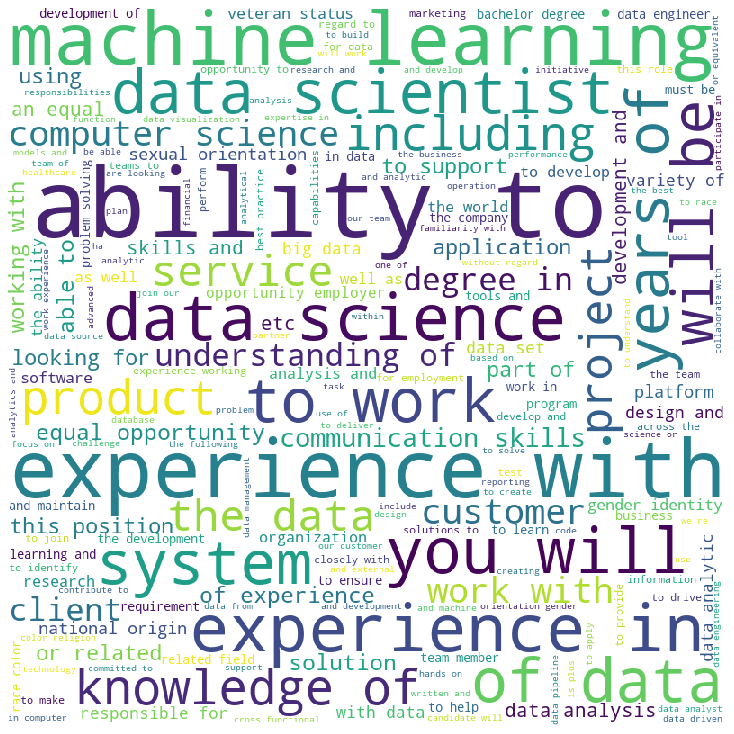 development of
veteran status
marketing
bachelor degree
data engineer
machine learning
regard to
to build
for data
will work
using
opportunity to
research and
and develop
initiative
this role
or equivalent
responsibilities
data scientist
analysis
must be
an equal
function
data visualization
expertise in
computer science
including
participate in
years of
will be
development and
models and
be able
sexual orientation
in data
the business
performance
team of
teams to
to support
to develop
variety of
healthcare
are looking
and analytic
operation
the best
problem solving
perform
financial
analytical
best practice
capabilities
ability to
plan
our team
the world
the company
familiarity with
to race
tool
working with
the ability
work experience
able to
ha
analytic
advanced
skills and
big data
application
as well
service
well as
one of
without regard
degree in
project
to understand
collaborate with
join our
opportunity employer
tools and
data source
data science
etc
within
partner
looking for
understanding of
data set
based on
the team
experience working
part of
software
analysis and
for employment
work in
platform
analytics and
product
to work
task
program
design and
database
problem
use of
develop and
across the
equal opportunity
to deliver
communication skills
science or
focus on
challenge
the following
to solve
experience with
data management
test
reporting
to create
and maintain
include
gender identity
the data
design
customer
business
this position
organization
solutions to
to learn
code
we re
to join
the development
our customer
learning and
system
closely with
you will
creating
use
to identify
research
and external
to ensure
information
contribute to
of experience
work with
to provide
to drive
data analytic
data engineering
client
requirement
data from
and development
and machine
orientation gender
national origin
experience in
color religion
race color
or related
related field
solution
team member
to apply
technology
committed to
support
hands on
is plus
knowledge of
of data
to make
written and
data pipeline
to help
data analysis
data analyst
in computer
responsible for
cross functional
with data
candidate will
data driven